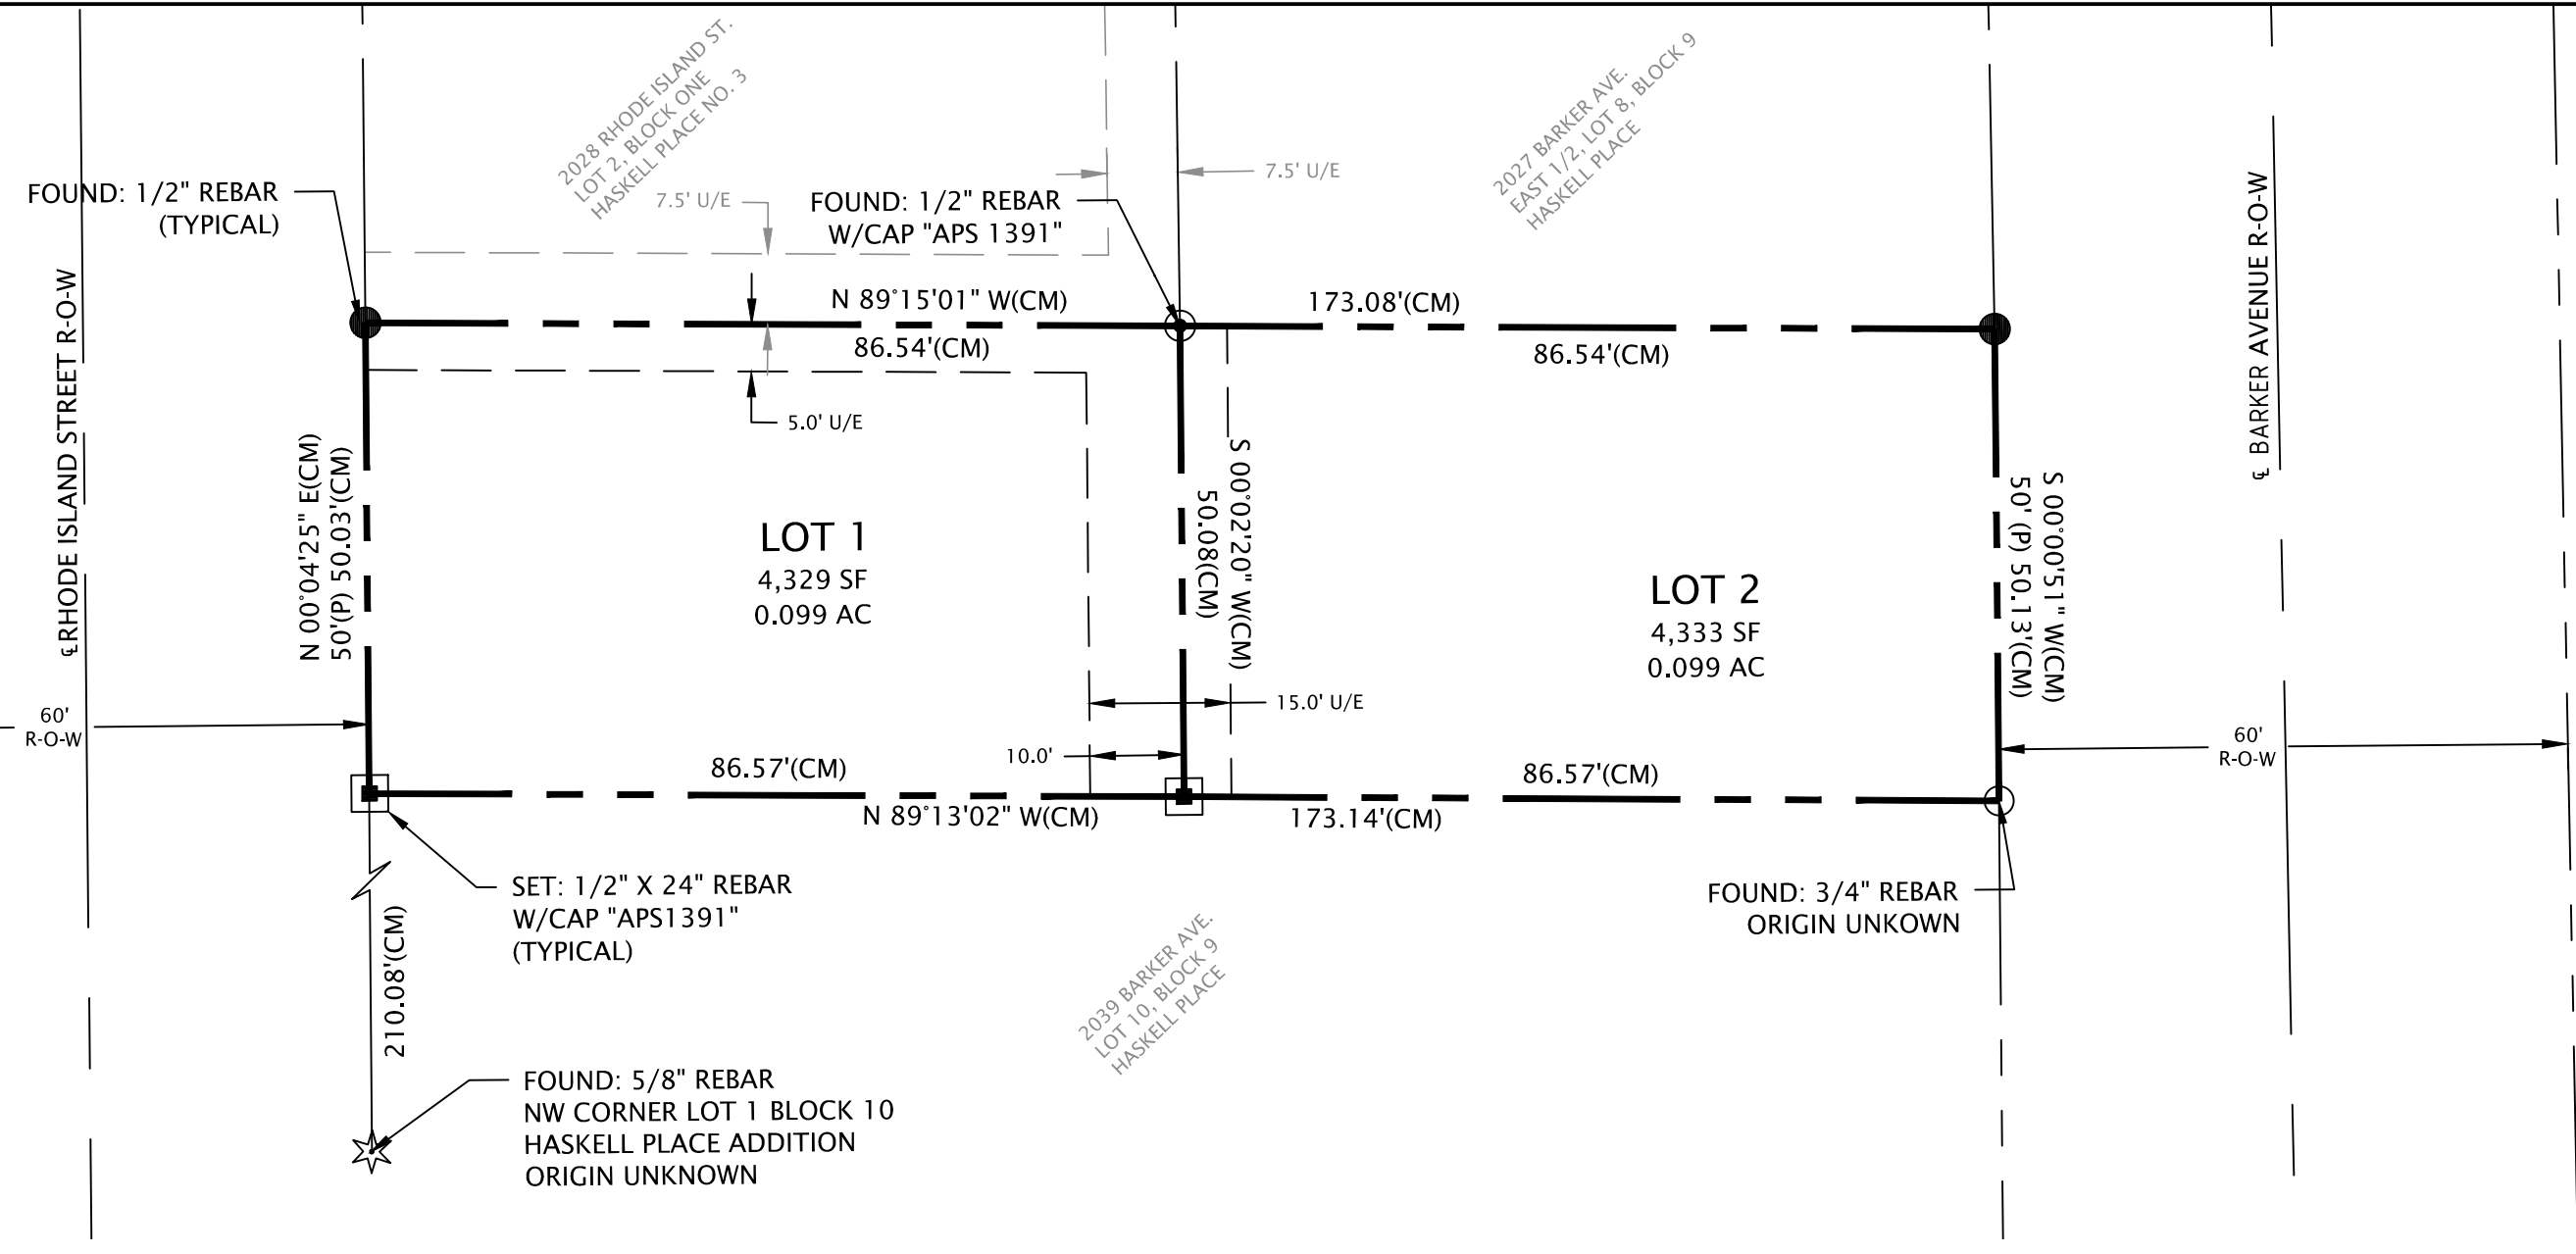 2028 RHODE ISLAND ST.
LOT 2, BLOCK ONE
HASKELL PLACE NO. 3
2027 BARKER AVE.
EAST 1/2, LOT 8, BLOCK 9
HASKELL PLACE
FOUND: 1/2" REBAR
(TYPICAL)
7.5' U/E
FOUND: 1/2" REBAR
W/CAP "APS 1391"
7.5' U/E
℄ RHODE ISLAND STREET R-O-W
℄ BARKER AVENUE R-O-W
N 89°15'01" W(CM)
173.08'(CM)
86.54'(CM)
86.54'(CM)
5.0' U/E
N 00°04'25" E(CM)
50'(P) 50.03'(CM)
LOT 1
4,329 SF
0.099 AC
S 00°02'20" W(CM)
50.08(CM)
LOT 2
4,333 SF
0.099 AC
S 00°00'51" W(CM)
50' (P) 50.13'(CM)
60'
R-O-W
15.0' U/E
10.0'
60'
R-O-W
86.57'(CM)
86.57'(CM)
N 89°13'02" W(CM)
173.14'(CM)
SET: 1/2" X 24" REBAR
W/CAP "APS1391"
(TYPICAL)
FOUND: 3/4" REBAR
ORIGIN UNKOWN
210.08'(CM)
2039 BARKER AVE.
LOT 10, BLOCK 9
HASKELL PLACE
FOUND: 5/8" REBAR
NW CORNER LOT 1 BLOCK 10
HASKELL PLACE ADDITION
ORIGIN UNKNOWN